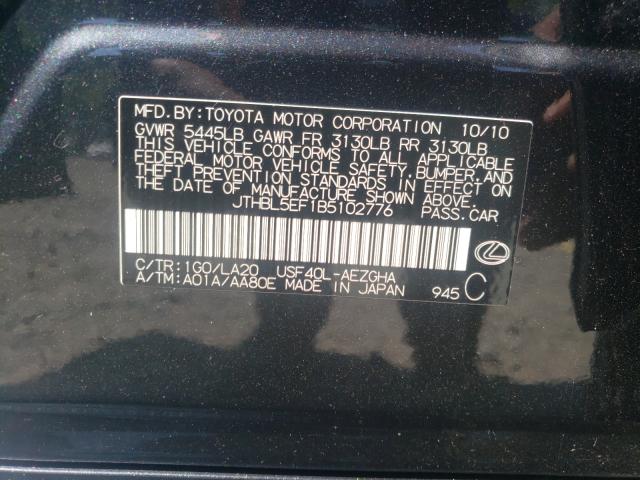 MFD. BY: TOYOTA MOTOR CORPORATION 10/10
GVWR 5445LB GAWR FR 3130LB RR 3130LB
THIS VEHICLE CONFORMS TO ALL APPLICABLE
FEDERAL MOTOR VEHICLE SAFETY, BUMPER, AND
THEFT PREVENTION STANDARDS IN EFFECT ON
THE DATE OF MANUFACTURE SHOWN ABOVE.
JTHBL5EF1B5102776 PASS. CAR
C/TR: 1G0/LA20 USF40L-AEZGHA
A/TM: A01A/AA80E MADE IN JAPAN 945 C